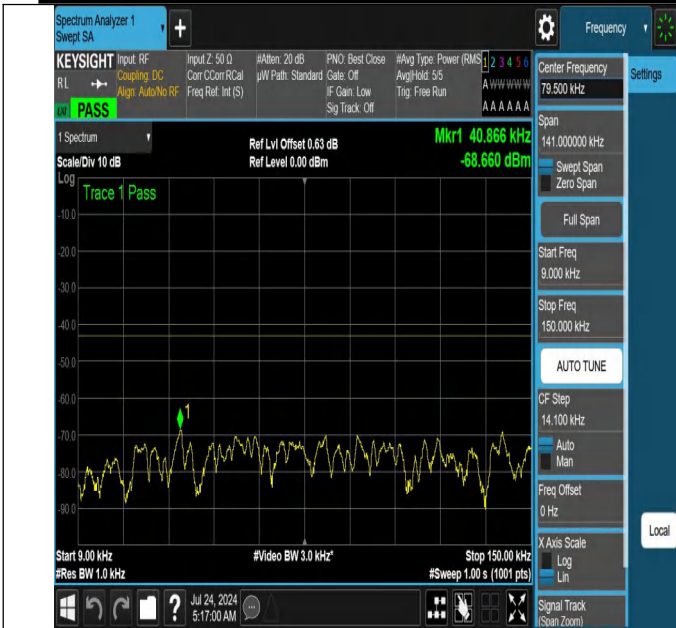 Spectrum Analyzer 1
Swept SA
+
Frequency
KEYSIGHT
RL
PASS
Input: RF
Coupling: DC
Align: Auto/No RF
Input Z: 50 Ω
Corr CCorr RCal
Freq Ref: Int (S)
#Atten: 20 dB
µW Path: Standard
PNO: Best Close
Gate: Off
IF Gain: Low
Sig Track: Off
#Avg Type: Power (RMS
Avg|Hold: 5/5
Trig: Free Run
1 2 3 4 5 6
A W W W W W
A A A A A A
1 Spectrum
Scale/Div 10 dB
Log
Ref Lvl Offset 0.63 dB
Ref Level 0.00 dBm
Mkr1 40.866 kHz
-68.660 dBm
Trace 1 Pass
-10.0
-20.0
-30.0
-40.0
-50.0
-60.0
-70.0
-80.0
-90.0
1
Start 9.00 kHz
#Res BW 1.0 kHz
#Video BW 3.0 kHz*
Stop 150.00 kHz
#Sweep 1.00 s (1001 pts)
Jul 24, 2024
5:17:00 AM
Center Frequency
79.500 kHz
Settings
Span
141.000000 kHz
Swept Span
Zero Span
Full Span
Start Freq
9.000 kHz
Stop Freq
150.000 kHz
AUTO TUNE
CF Step
14.100 kHz
Auto
Man
Freq Offset
0 Hz
X Axis Scale
Log
Lin
Local
Signal Track
(Span Zoom)